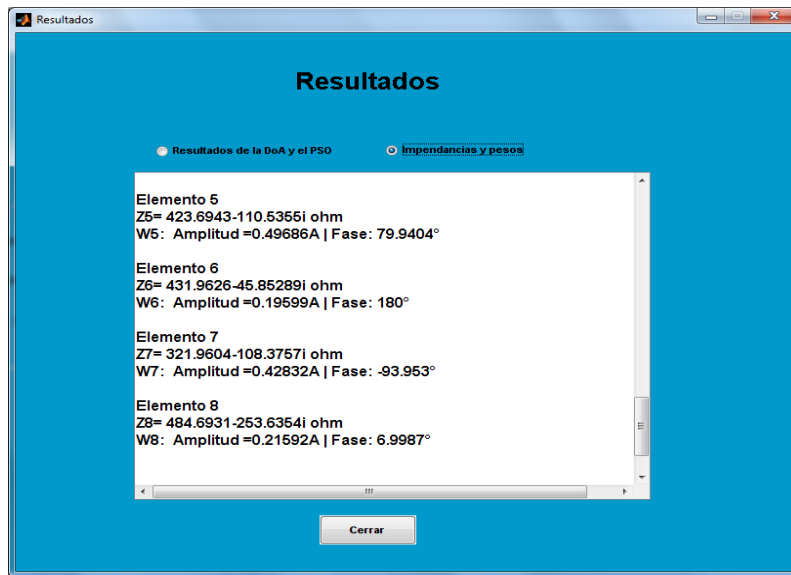 Resultados
Resultados
Resultados de la DoA y el PSO
Impendancias y pesos
Elemento 5
Z5= 423.6943-110.5355i ohm
W5: Amplitud =0.49686A | Fase: 79.9404°
Elemento 6
Z6= 431.9626-45.85289i ohm
W6: Amplitud =0.19599A | Fase: 180°
Elemento 7
Z7= 321.9604-108.3757i ohm
W7: Amplitud =0.42832A | Fase: -93.953°
Elemento 8
Z8= 484.6931-253.6354i ohm
W8: Amplitud =0.21592A | Fase: 6.9987°
Cerrar